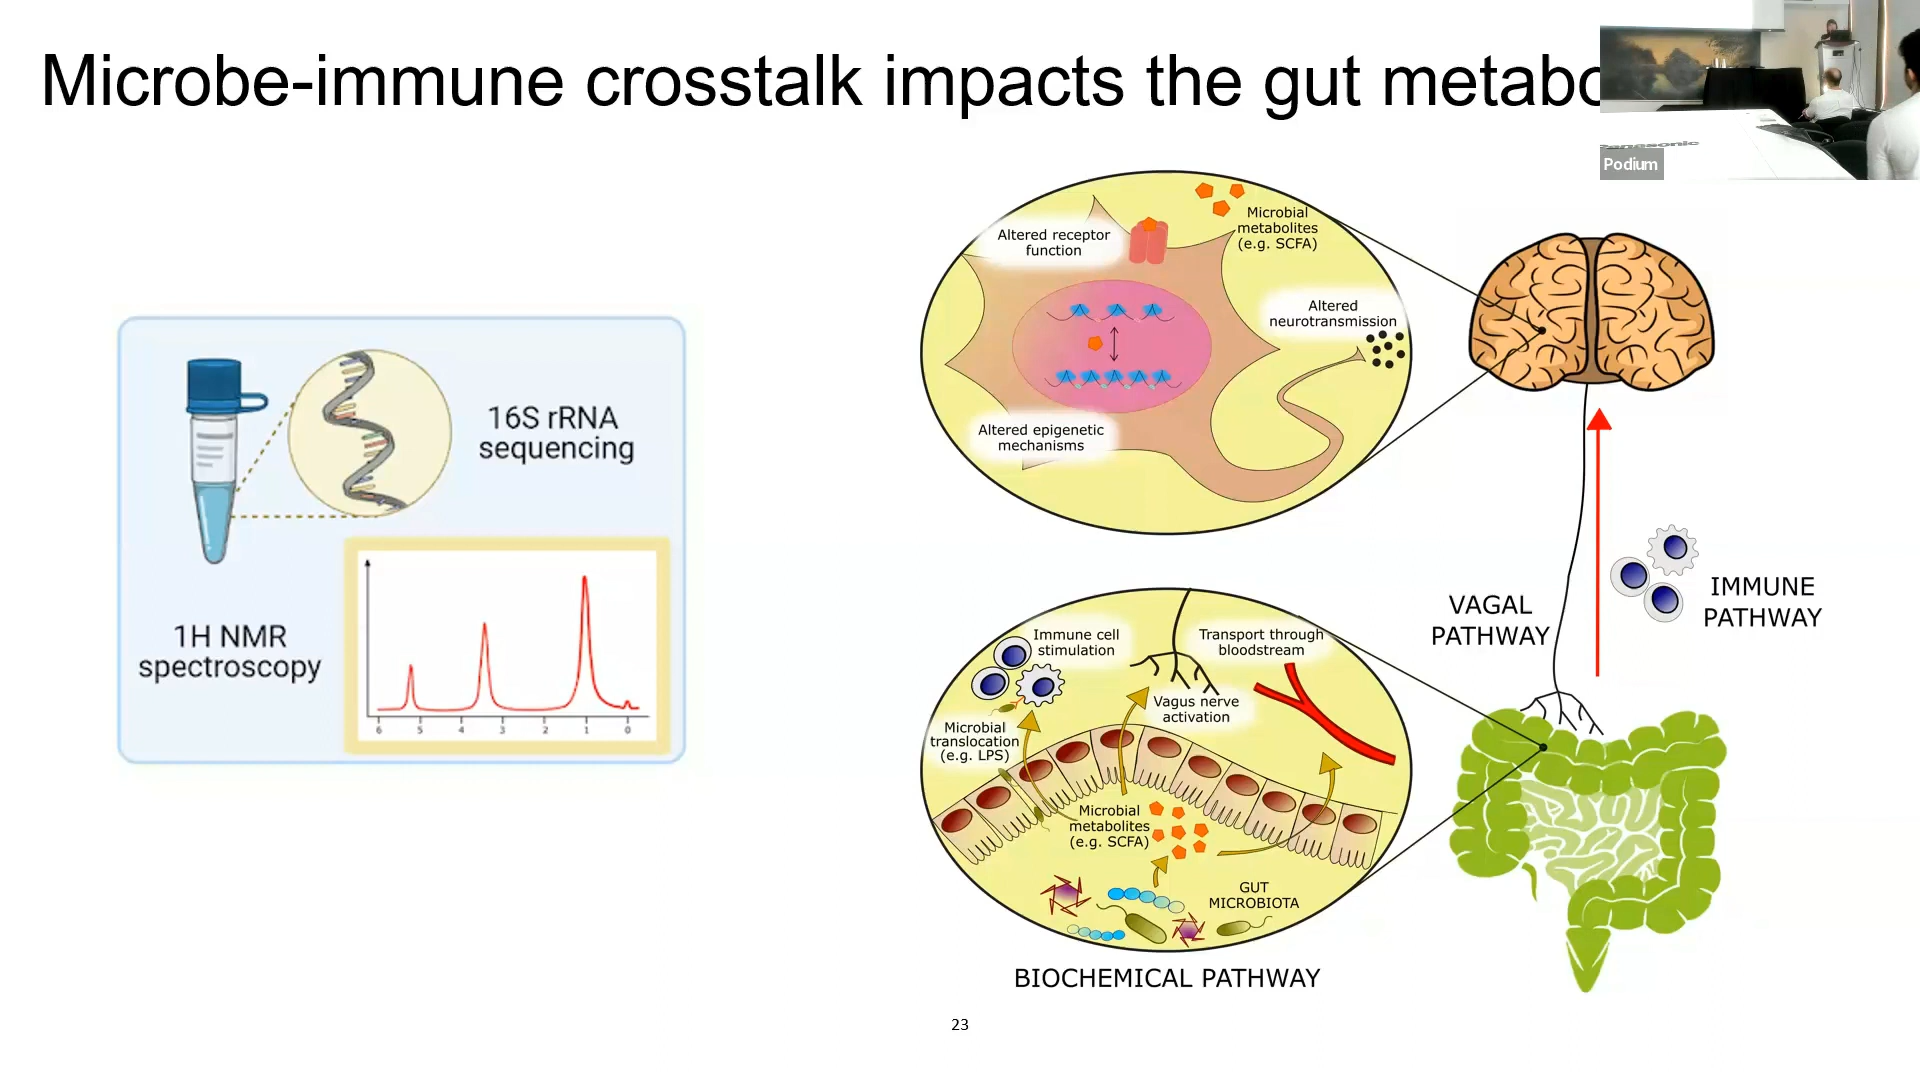 Microbe-immune crosstalk impacts the gut metabo
Podium
16S rRNA
sequencing
1H NMR
spectroscopy
6 5 4 3 2 1 0
Altered receptor
function
Microbial
metabolites
(e.g. SCFA)
Altered
neurotransmission
Altered epigenetic
mechanisms
VAGAL
PATHWAY
IMMUNE
PATHWAY
Immune cell
stimulation
Transport through
bloodstream
Vagus nerve
activation
Microbial
translocation
(e.g. LPS)
Microbial
metabolites
(e.g. SCFA)
GUT
MICROBIOTA
BIOCHEMICAL PATHWAY
23